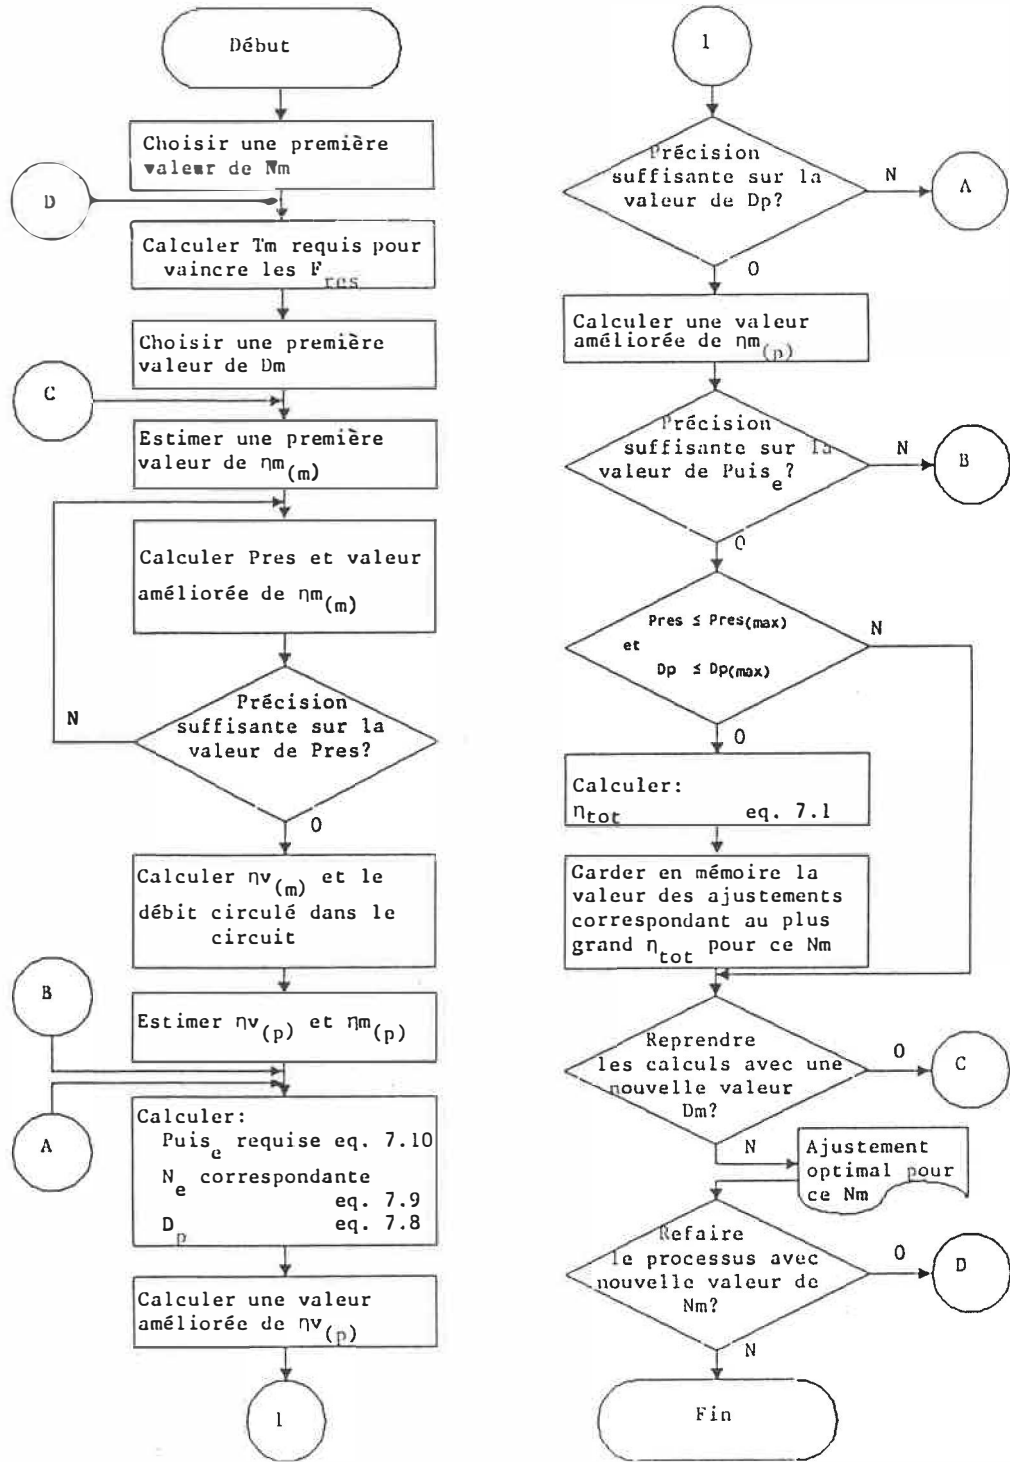 Début
Choisir une première
valeur de Nm
D
Calculer Tm requis pour
vaincre les Fres
Choisir une première
valeur de Dm
C
Estimer une première
valeur de ηm(m)
Calculer Pres et valeur
améliorée de ηm(m)
Précision
suffisante sur la
valeur de Pres?
N
O
Calculer ηv(m) et le
débit circulé dans le
circuit
B
Estimer ηv(p) et ηm(p)
A
Calculer:
Puise requise eq. 7.10
Ne correspondante
eq. 7.9
Dp eq. 7.8
Calculer une valeur
améliorée de ηv(p)
1
1
Précision
suffisante sur la
valeur de Dp?
N
A
O
Calculer une valeur
améliorée de ηm(p)
Précision
suffisante sur la
valeur de Puise?
N
B
O
Pres ≤ Pres(max)
et
Dp ≤ Dp(max)
N
O
Calculer:
ηtot eq. 7.1
Garder en mémoire la
valeur des ajustements
correspondant au plus
grand ηtot pour ce Nm
Reprendre
les calculs avec une
nouvelle valeur
Dm?
O
C
N
Ajustement
optimal pour
ce Nm
Refaire
le processus avec
nouvelle valeur de
Nm?
O
D
N
Fin